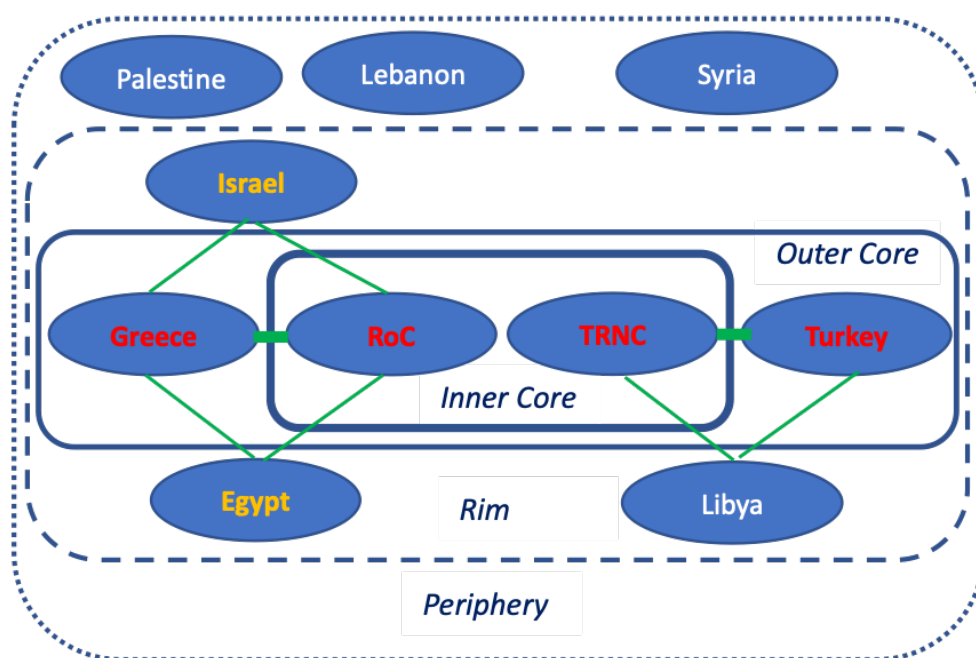 Palestine
Lebanon
Syria
Israel
Outer Core
Greece
RoC
TRNC
Turkey
Inner Core
Egypt
Rim
Libya
Periphery